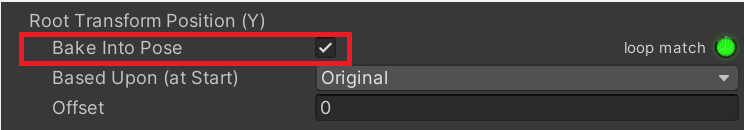 Root Transform Position (Y)
Bake Into Pose loop match
Based Upon (at Start) Original
Offset 0